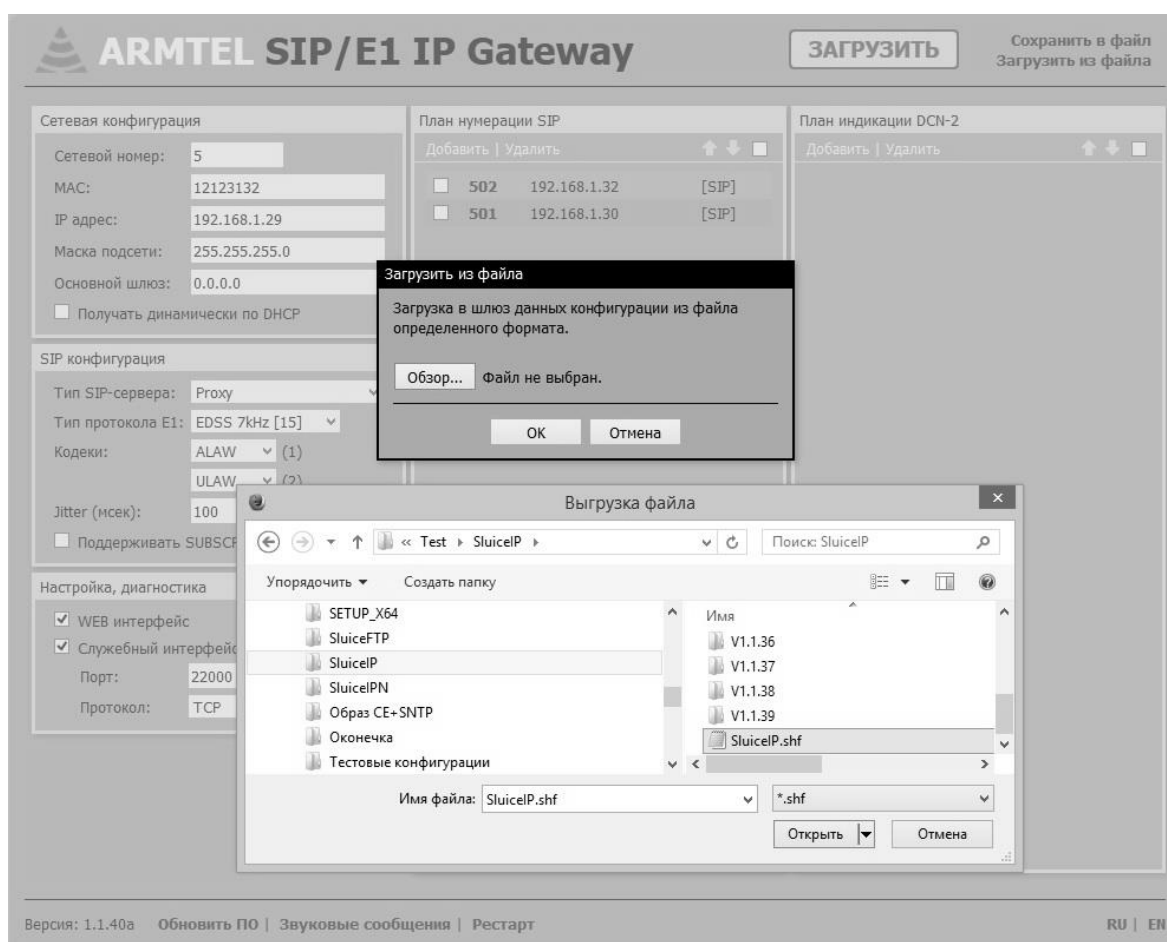 ARMTEL SIP/E1 IP Gateway
ЗАГРУЗИТЬ
Сохранить в файл
Загрузить из файла
Сетевая конфигурация
Сетевой номер: 5
MAC: 12123132
IP адрес: 192.168.1.29
Маска подсети: 255.255.255.0
Основной шлюз: 0.0.0.0
Получать динамически по DHCP
План нумерации SIP
Добавить | Удалить
502 192.168.1.32 [SIP]
501 192.168.1.30 [SIP]
План индикации DCN-2
Добавить | Удалить
Загрузить из файла
Загрузка в шлюз данных конфигурации из файла
определенного формата.
Обзор... Файл не выбран.
OK Отмена
SIP конфигурация
Тип SIP-сервера: Proxy
Тип протокола E1: EDSS 7kHz [15]
Кодеки: ALAW (1)
ULAW (2)
Jitter (мсек): 100
Поддерживать
Настройка, диагностика
WEB интерфейс
Служебный интерфейс
Порт: 22000
Протокол: TCP
Выгрузка файла
« Test SluiceIP
Поиск: SluiceIP
Упорядочить Создать папку
SETUP_X64
SluiceFTP
SluiceIP
SluiceIPN
Образ CE+SNTP
Оконечка
Тестовые конфигурации
Имя
V1.1.36
V1.1.37
V1.1.38
V1.1.39
SluiceIP.shf
Имя файла: SluiceIP.shf *.shf
Открыть Отмена
Версия: 1.1.40a Обновить ПО | Звуковые сообщения | Рестарт RU | EN